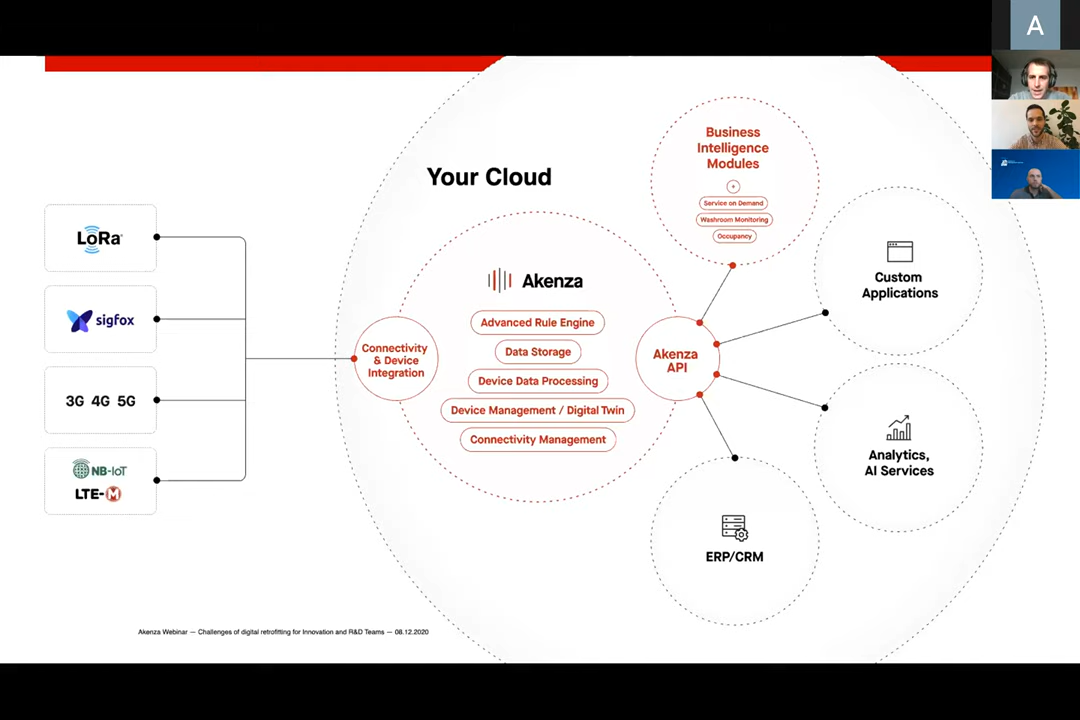 A
Your Cloud
LoRa
sigfox
3G 4G 5G
NB-IoT
LTE-M
Connectivity
& Device
Integration
Akenza
Advanced Rule Engine
Data Storage
Device Data Processing
Device Management / Digital Twin
Connectivity Management
Akenza
API
Business
Intelligence
Modules
+
Service on Demand
Washroom Monitoring
Occupancy
Custom
Applications
Analytics,
AI Services
ERP/CRM
Akenza Webinar — Challenges of digital retrofitting for Innovation and R&D Teams — 08.12.2020